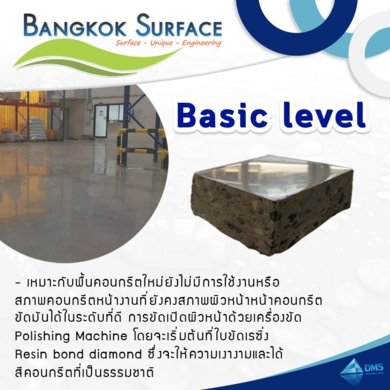 BANGKOK SURFACE
Surface - Unique - Engineering
Basic level
- เหมาะกับพื้นคอนกรีตใหม่ยังไม่มีการใช้งานหรือ
สภาพคอนกรีตหน้างานที่ยังคงสภาพผิวหน้าหน้าคอนกรีต
ขัดมันได้ในระดับที่ดี การขัดเปิดผิวหน้าด้วยเครื่องขัด
Polishing Machine โดยจะเริ่มต้นที่ใบขัดเรซิ่ง
Resin bond diamond ซึ่งจะให้ความเงางามและได้
สีคอนกรีตที่เป็นธรรมชาติ
DMS